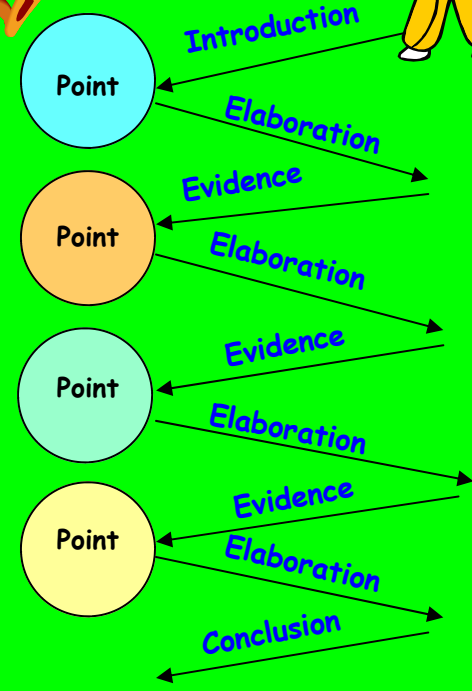 Introduction
Point
Elaboration
Evidence
Point
Elaboration
Evidence
Point
Elaboration
Evidence
Point
Elaboration
Conclusion